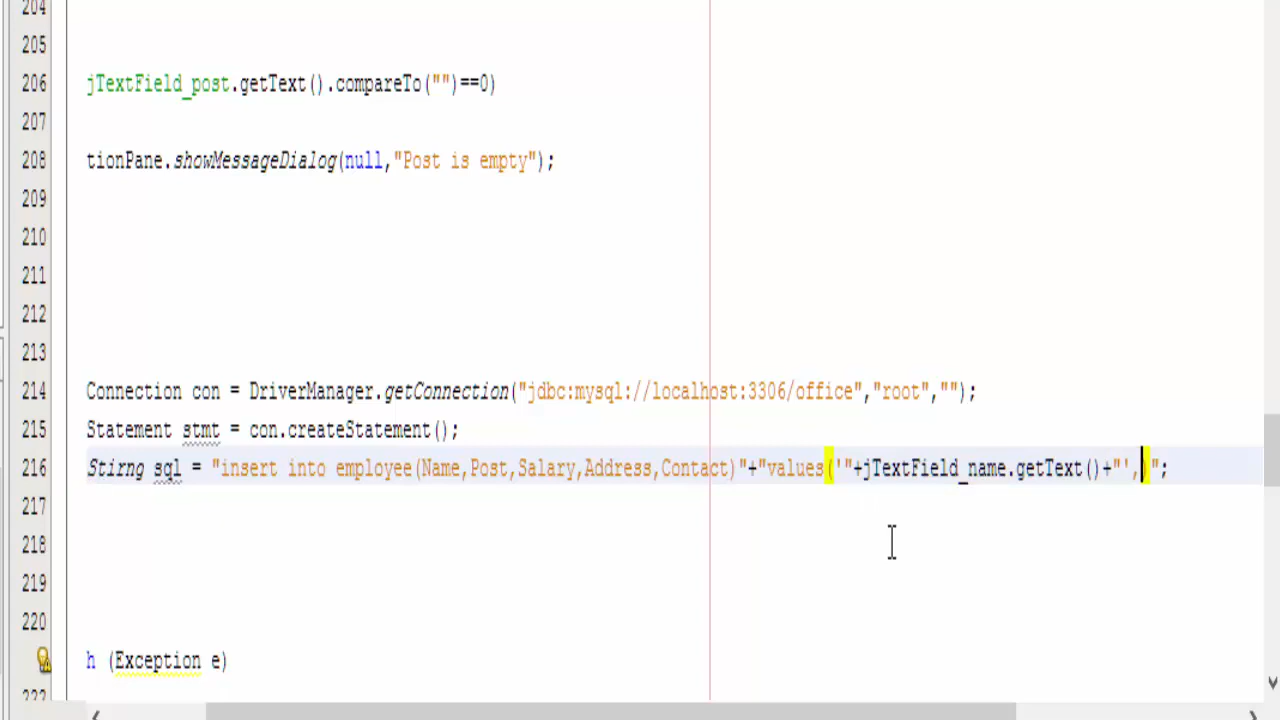 204
205
206 jTextField_post.getText().compareTo("")==0)
207
208 tionPane.showMessageDialog(null,"Post is empty");
209
210
211
212
213
214 Connection con = DriverManager.getConnection("jdbc:mysql://localhost:3306/office","root","");
215 Statement stmt = con.createStatement();
216 Stirng sql = "insert into employee(Name,Post,Salary,Address,Contact)"+"values('"+jTextField_name.getText()+"',)";
217
218
219
220
h (Exception e)
222